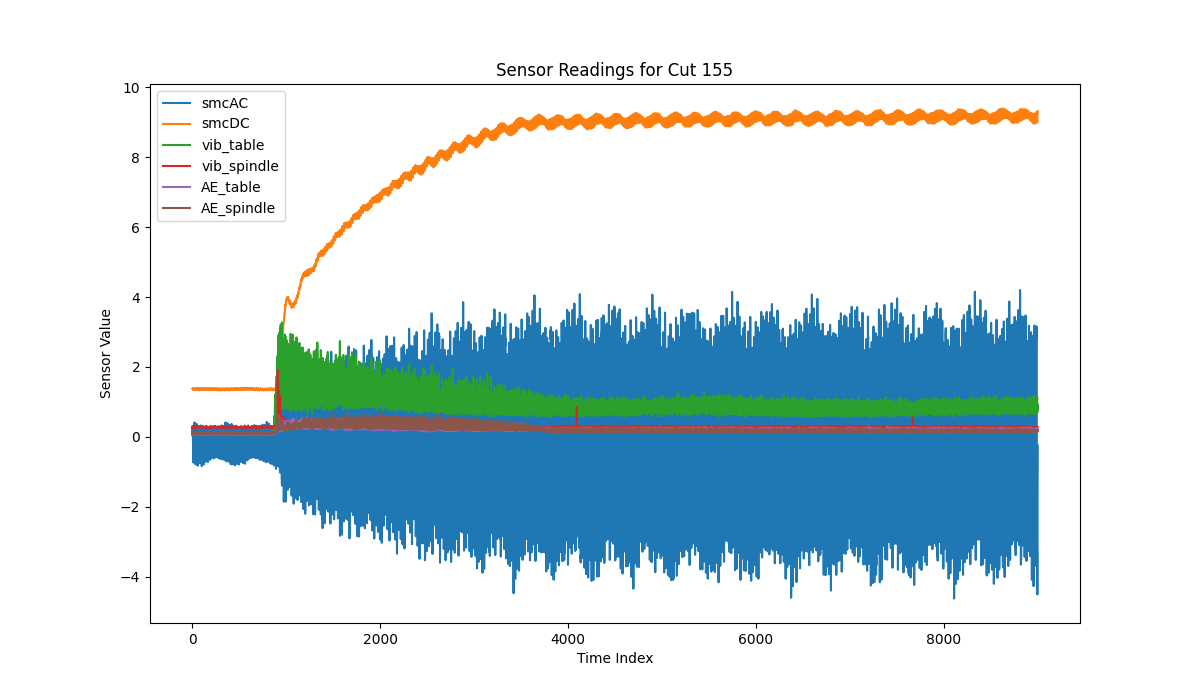 Sensor Readings for Cut 155
smcAC
smcDC
vib_table
vib_spindle
AE_table
AE_spindle
Sensor Value
10
8
6
4
2
0
−2
−4
0 2000 4000 6000 8000
Time Index